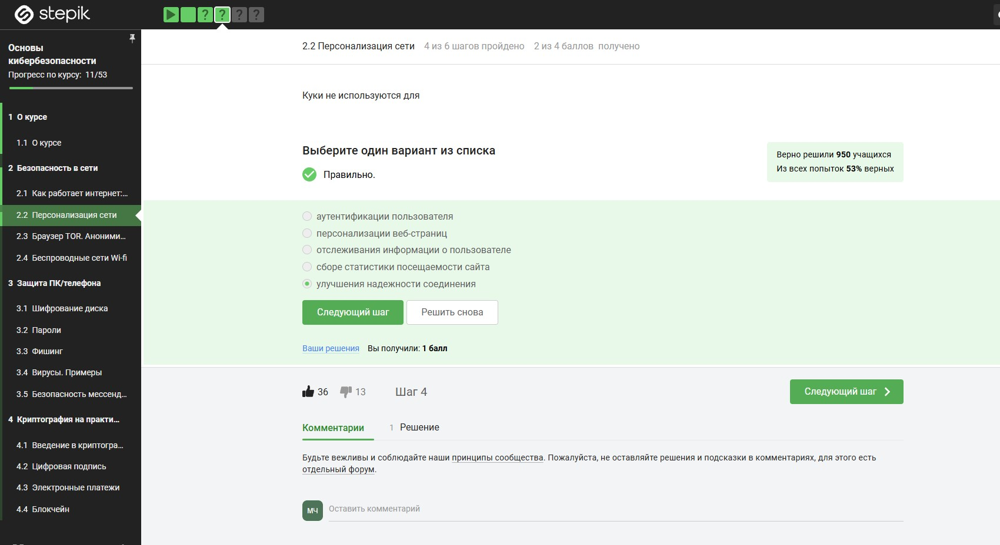 stepik
? ? ? ?
Основы
кибербезопасности
Прогресс по курсу: 11/53
1 О курсе
1.1 О курсе
2 Безопасность в сети
2.1 Как работает интернет:...
2.2 Персонализация сети
2.3 Браузер TOR. Аноними...
2.4 Беспроводные сети Wi-fi
3 Защита ПК/телефона
3.1 Шифрование диска
3.2 Пароли
3.3 Фишинг
3.4 Вирусы. Примеры
3.5 Безопасность мессенд...
4 Криптография на практи...
4.1 Введение в криптогра...
4.2 Цифровая подпись
4.3 Электронные платежи
4.4 Блокчейн
2.2 Персонализация сети 4 из 6 шагов пройдено 2 из 4 баллов получено
Куки не используются для
Выберите один вариант из списка
Правильно.
Верно решили 950 учащихся
Из всех попыток 53% верных
аутентификации пользователя
персонализации веб-страниц
отслеживания информации о пользователе
сборе статистики посещаемости сайта
улучшения надежности соединения
Следующий шаг Решить снова
Ваши решения Вы получили: 1 балл
36 13 Шаг 4 Следующий шаг
Комментарии 1 Решение
Будьте вежливы и соблюдайте наши принципы сообщества. Пожалуйста, не оставляйте решения и подсказки в комментариях, для этого есть
отдельный форум.
МЧ Оставить комментарий